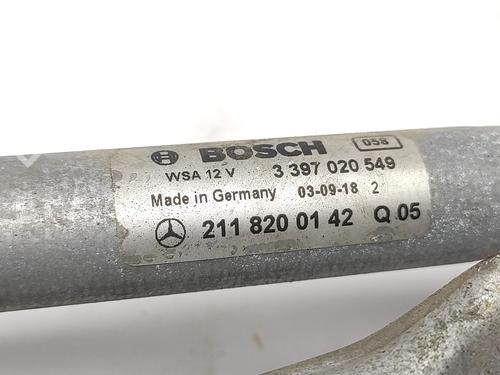 BOSCH 058
WSA 12 V 3 397 020 549
Made in Germany 03-09-18 2
211 820 01 42 Q 05